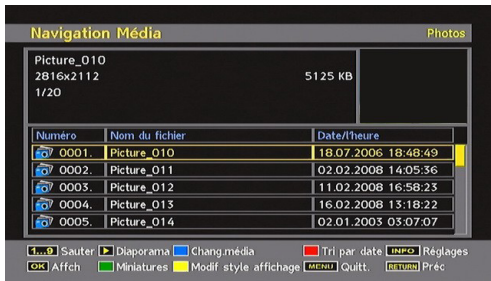 Navigation Média Photos
Picture_010
2816x2112 5125 KB
1/20
Numéro Nom du fichier Date/l'heure
0001. Picture_010 18.07.2006 18:48:49
0002. Picture_011 02.02.2008 14:05:36
0003. Picture_012 11.02.2008 16:58:23
0004. Picture_013 16.02.2008 13:18:22
0005. Picture_014 02.01.2003 03:07:07
1...9 Sauter Diaporama Chang.média Tri par date INFO Réglages
OK Affch Miniatures Modif style affichage MENU Quitt. RETURN Préc